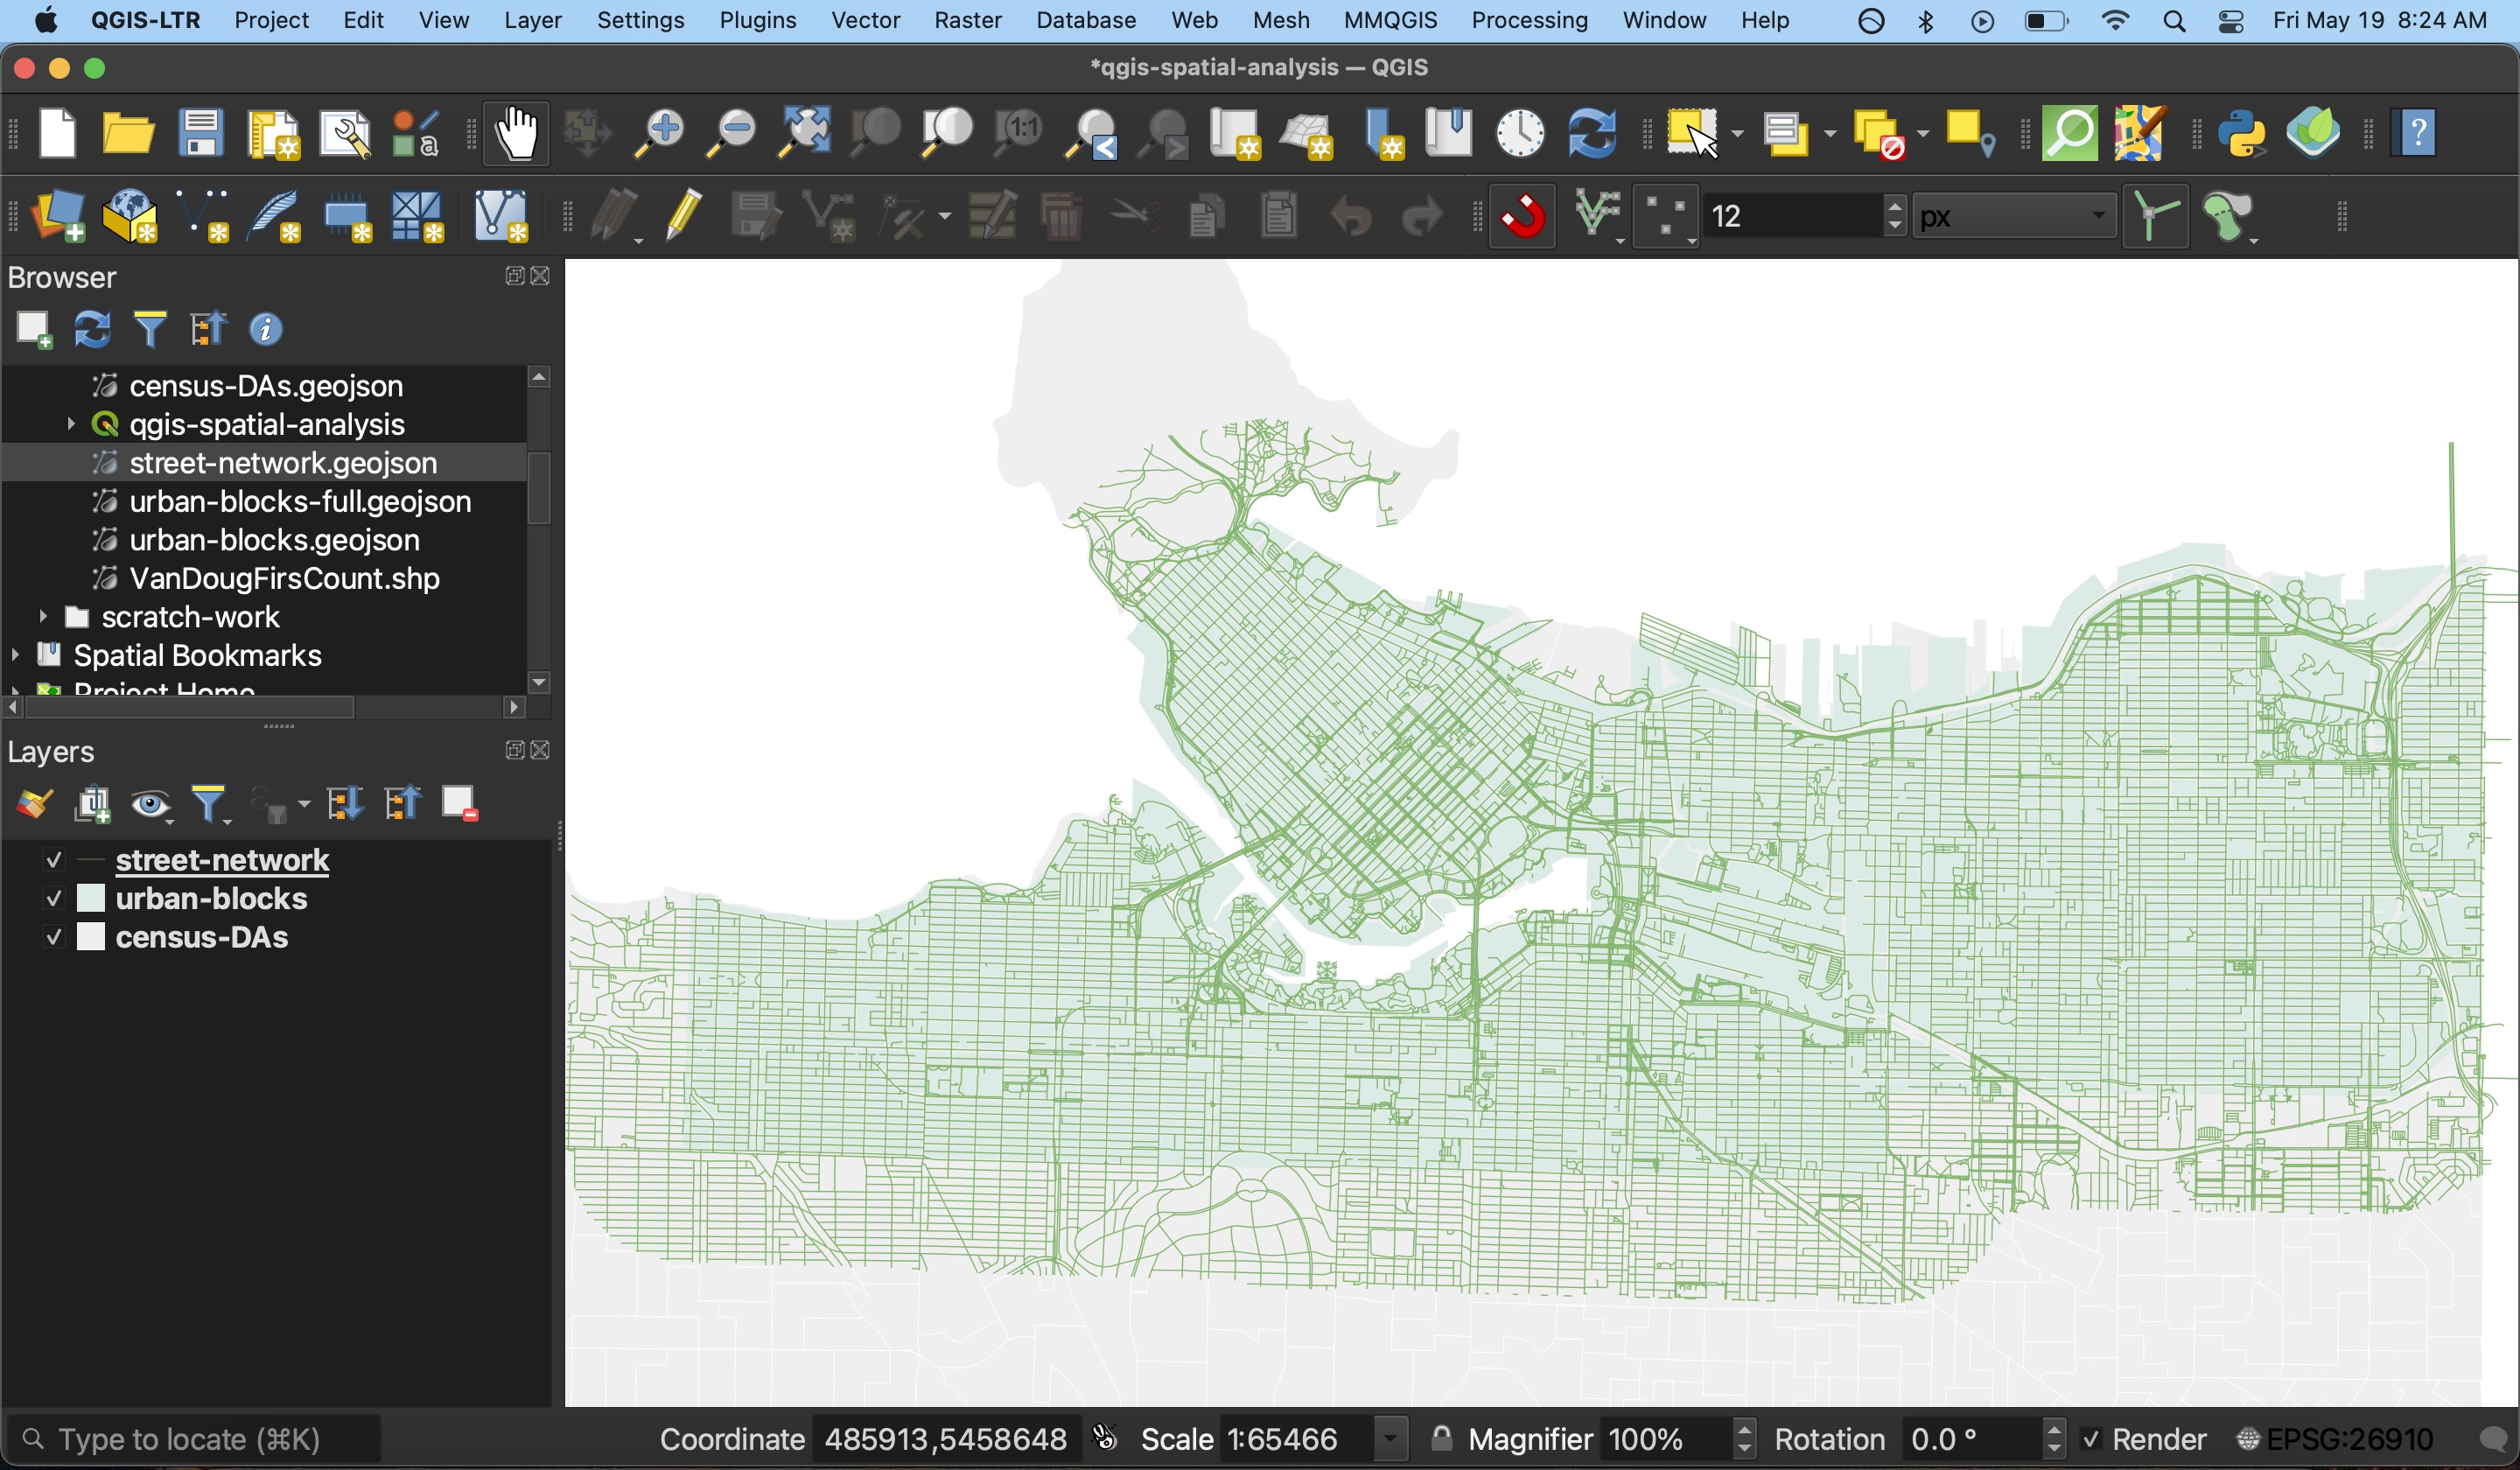 QGIS-LTR Project Edit View Layer Settings Plugins Vector Raster Database Web Mesh MMQGIS Processing Window Help Fri May 19 8:24 AM
*qgis-spatial-analysis — QGIS
1:1
a
?
12 px
Browser
census-DAs.geojson
qgis-spatial-analysis
street-network.geojson
urban-blocks-full.geojson
urban-blocks.geojson
VanDougFirsCount.shp
scratch-work
Spatial Bookmarks
Project Home
Layers
street-network
urban-blocks
census-DAs
Type to locate (⌘K) Coordinate 485913,5458648 Scale 1:65466 Magnifier 100% Rotation 0.0 ° Render EPSG:26910